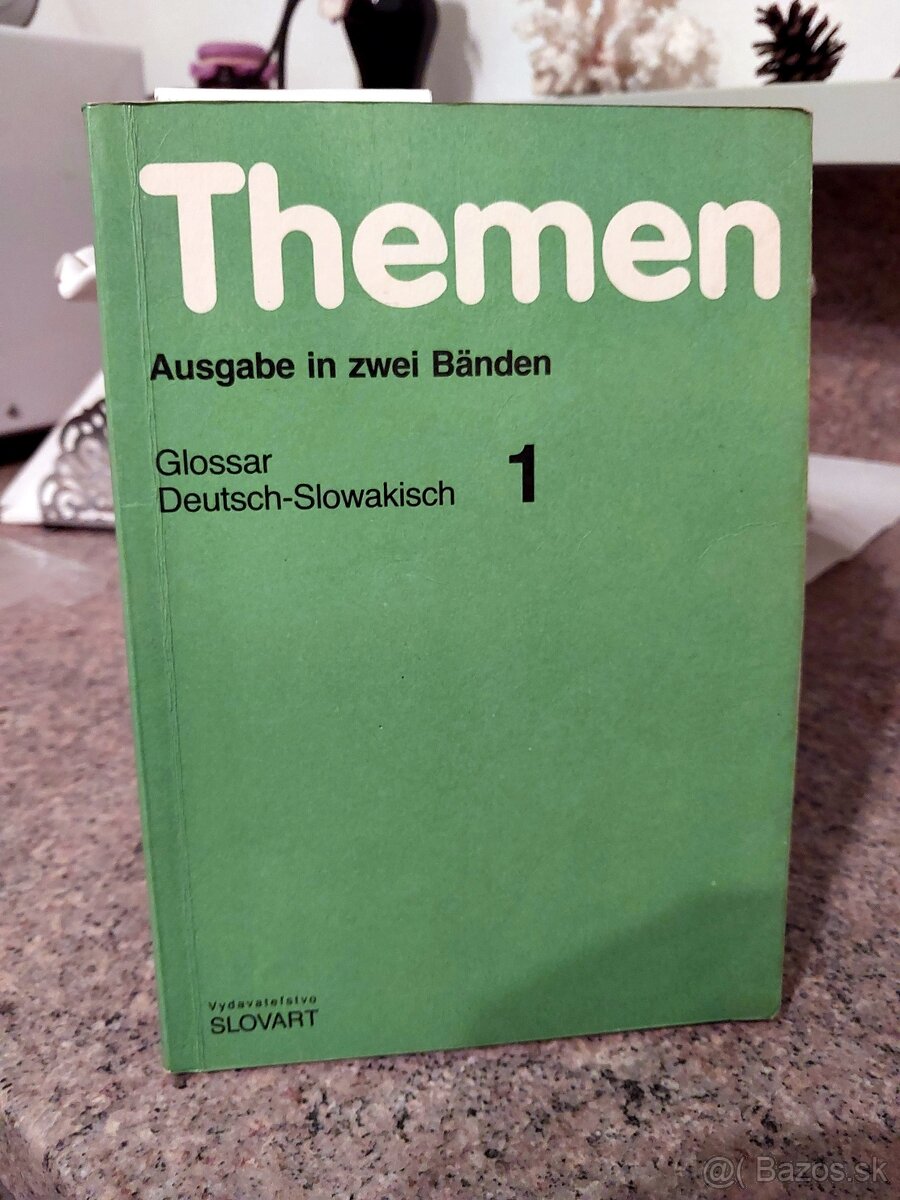 Themen
Ausgabe in zwei Bänden
Glossar
Deutsch-Slowakisch 1
Vydavateľstvo
SLOVART
@( Bazos.sk